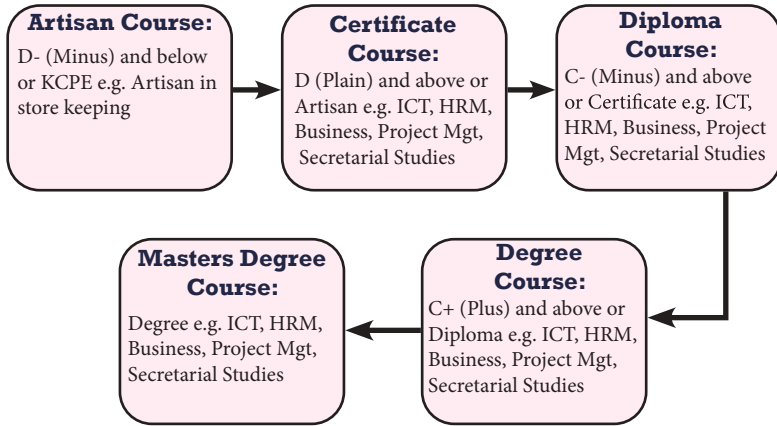 Artisan Course:
D- (Minus) and below
or KCPE e.g. Artisan in
store keeping
Certificate
Course:
D (Plain) and above or
Artisan e.g. ICT, HRM,
Business, Project Mgt,
Secretarial Studies
Diploma
Course:
C- (Minus) and above
or Certificate e.g. ICT,
HRM, Business, Project
Mgt, Secretarial Studies
Degree
Course:
C+ (Plus) and above or
Diploma e.g. ICT, HRM,
Business, Project Mgt,
Secretarial Studies
Masters Degree
Course:
Degree e.g. ICT, HRM,
Business, Project Mgt,
Secretarial Studies